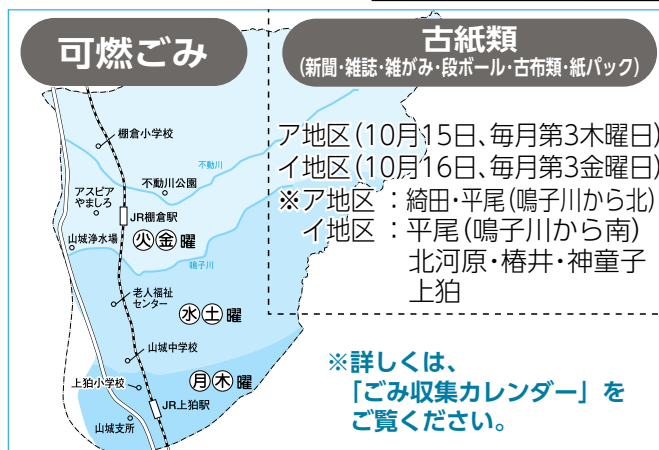 可燃ごみ
古紙類
(新聞・雑誌・雑がみ・段ボール・古布類・紙パック)
棚倉小学校
不動川
不動川公園
アスピア
やましろ
JR棚倉駅
山城浄水場
火金曜
鳴子川
老人福祉
センター
水土曜
山城中学校
上狛小学校
月木曜
JR上狛駅
山城支所
ア地区(10月15日、毎月第3木曜日)
イ地区(10月16日、毎月第3金曜日)
※ア地区：綺田・平尾(鳴子川から北)
イ地区：平尾(鳴子川から南)
北河原・椿井・神童子
上狛
※詳しくは、
「ごみ収集カレンダー」を
ご覧ください。